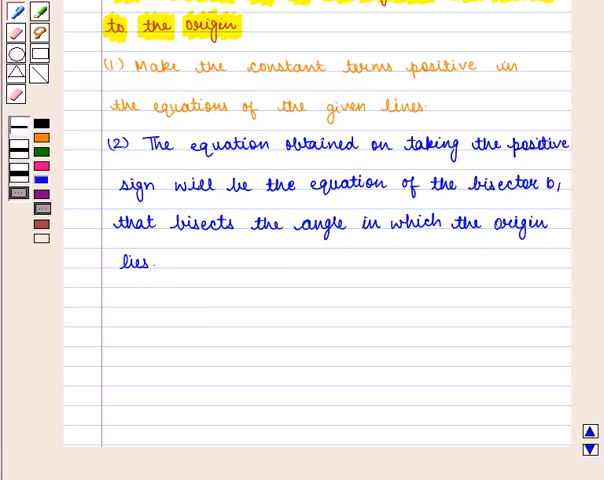 to the origin
(1.) Make the constant terms positive in
the equations of the given lines.
(2) The equation obtained on taking the positive
sign will be the equation of the bisector b₁
that bisects the angle in which the origin
lies.